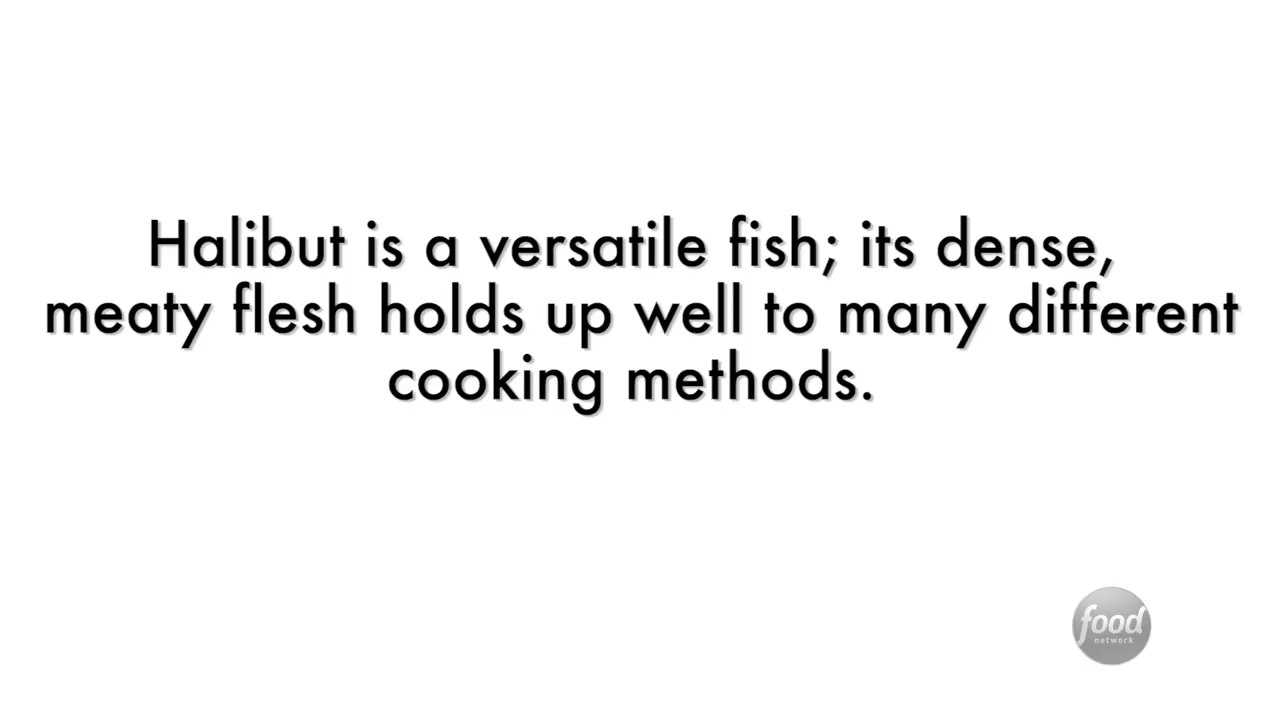 Halibut is a versatile fish; its dense,
meaty flesh holds up well to many different
cooking methods.
food
network